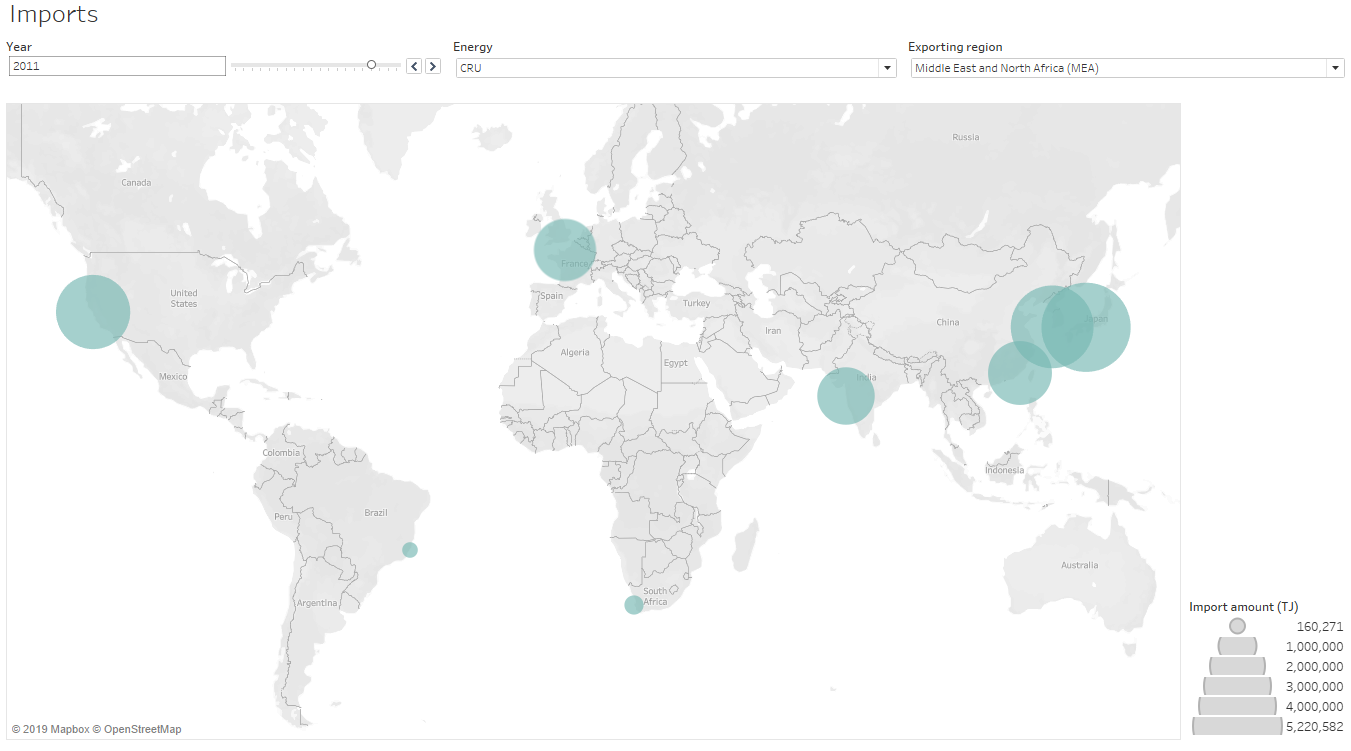 Imports
Year
Energy
Exporting region
2011
CRU
Middle East and North Africa (MEA)
Russia
Canada
France
United
States
Spain
Turkey
China
Japan
Iran
Algeria
Egypt
Mexico
India
Colombia
Indonesia
Peru
Brazil
Australia
South
Africa
Argentina
Import amount (TJ)
160,271
1,000,000
2,000,000
3,000,000
4,000,000
5,220,582
© 2019 Mapbox © OpenStreetMap